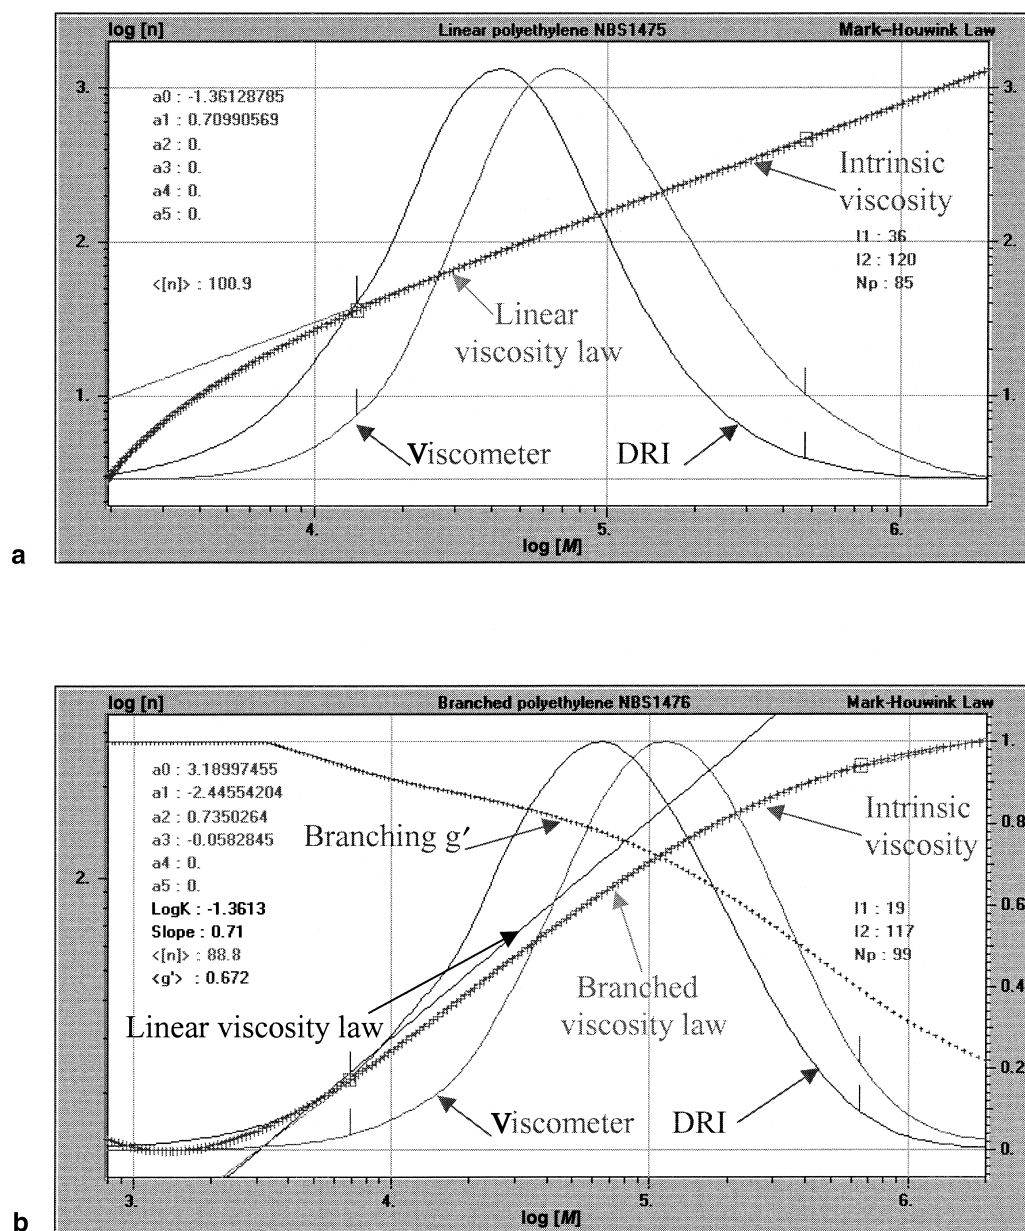 log [n] Linear polyethylene NBS1475 Mark-Houwink Law
3. 3.
a0 : -1.36128785
a1 : 0.70990569
a2 : 0.
a3 : 0.
a4 : 0.
a5 : 0.
Intrinsic
viscosity
2. 2.
I1 : 36
I2 : 120
Np : 85
<[n]> : 100.9
Linear
viscosity law
1. 1.
Viscometer DRI
4. 5. 6.
log [M]
a
log [n] Branched polyethylene NBS1476 Mark-Houwink Law
1.
a0 : 3.18997455
a1 : -2.44554204
a2 : 0.7350264
a3 : -0.0582845
a4 : 0.
a5 : 0.
LogK : -1.3613
Slope : 0.71
<[n]> : 88.8
<g'> : 0.672
Branching g'
Intrinsic
viscosity
0.8
2.
0.6
I1 : 19
I2 : 117
Np : 99
Branched
viscosity law
0.4
Linear viscosity law
0.2
Viscometer DRI
0.
3. 4. 5. 6.
log [M]
b